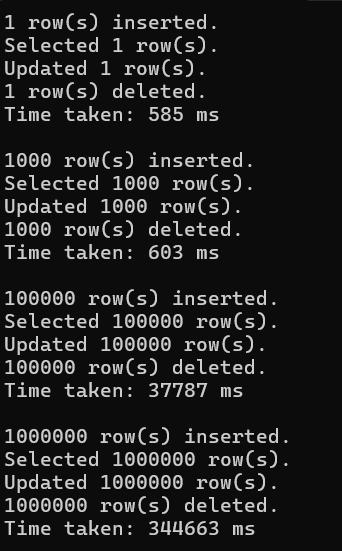 1 row(s) inserted.
Selected 1 row(s).
Updated 1 row(s).
1 row(s) deleted.
Time taken: 585 ms

1000 row(s) inserted.
Selected 1000 row(s).
Updated 1000 row(s).
1000 row(s) deleted.
Time taken: 603 ms

100000 row(s) inserted.
Selected 100000 row(s).
Updated 100000 row(s).
100000 row(s) deleted.
Time taken: 37787 ms

1000000 row(s) inserted.
Selected 1000000 row(s).
Updated 1000000 row(s).
1000000 row(s) deleted.
Time taken: 344663 ms